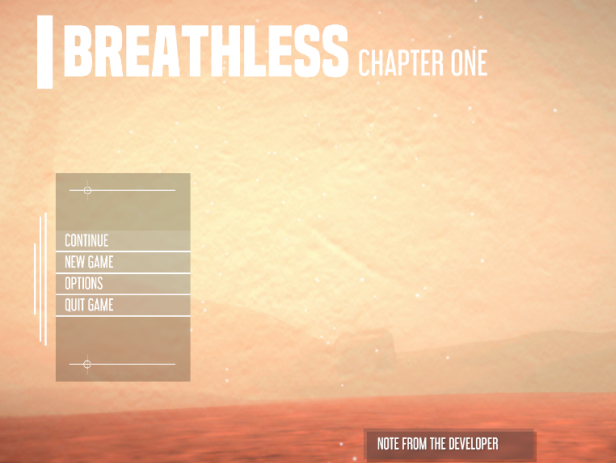 BREATHLESS CHAPTER ONE
CONTINUE
NEW GAME
OPTIONS
QUIT GAME
NOTE FROM THE DEVELOPER